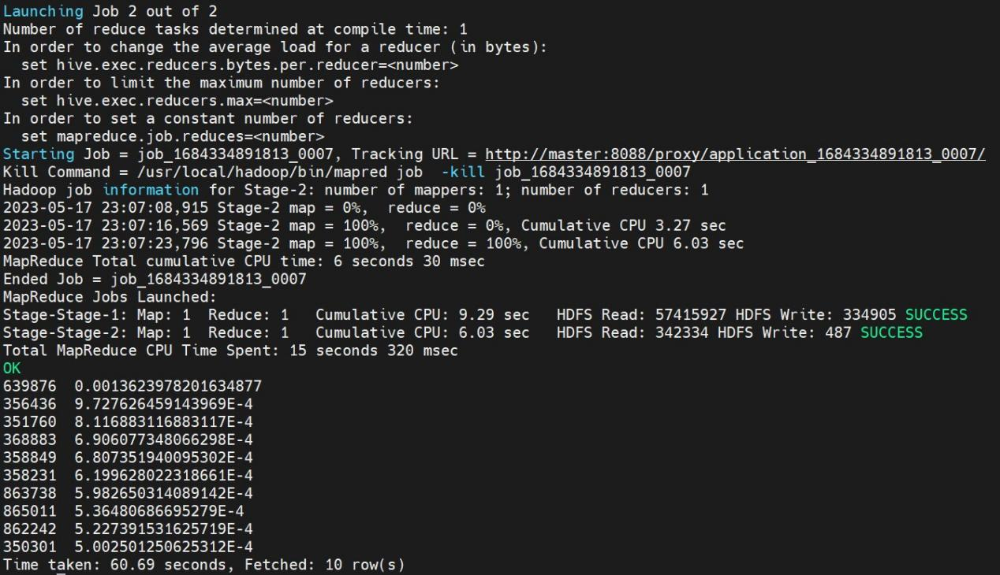 Launching Job 2 out of 2
Number of reduce tasks determined at compile time: 1
In order to change the average load for a reducer (in bytes):
  set hive.exec.reducers.bytes.per.reducer=<number>
In order to limit the maximum number of reducers:
  set hive.exec.reducers.max=<number>
In order to set a constant number of reducers:
  set mapreduce.job.reduces=<number>
Starting Job = job_1684334891813_0007, Tracking URL = http://master:8088/proxy/application_1684334891813_0007/
Kill Command = /usr/local/hadoop/bin/mapred job  -kill job_1684334891813_0007
Hadoop job information for Stage-2: number of mappers: 1; number of reducers: 1
2023-05-17 23:07:08,915 Stage-2 map = 0%,  reduce = 0%
2023-05-17 23:07:16,569 Stage-2 map = 100%,  reduce = 0%, Cumulative CPU 3.27 sec
2023-05-17 23:07:23,796 Stage-2 map = 100%,  reduce = 100%, Cumulative CPU 6.03 sec
MapReduce Total cumulative CPU time: 6 seconds 30 msec
Ended Job = job_1684334891813_0007
MapReduce Jobs Launched:
Stage-Stage-1: Map: 1  Reduce: 1   Cumulative CPU: 9.29 sec   HDFS Read: 57415927 HDFS Write: 334905 SUCCESS
Stage-Stage-2: Map: 1  Reduce: 1   Cumulative CPU: 6.03 sec   HDFS Read: 342334 HDFS Write: 487 SUCCESS
Total MapReduce CPU Time Spent: 15 seconds 320 msec
OK
639876  0.0013623978201634877
356436  9.727626459143969E-4
351760  8.116883116883117E-4
368883  6.906077348066298E-4
358849  6.807351940095302E-4
358231  6.199628022318661E-4
863738  5.982650314089142E-4
865011  5.36480686695279E-4
862242  5.227391531625719E-4
350301  5.002501250625312E-4
Time taken: 60.69 seconds, Fetched: 10 row(s)